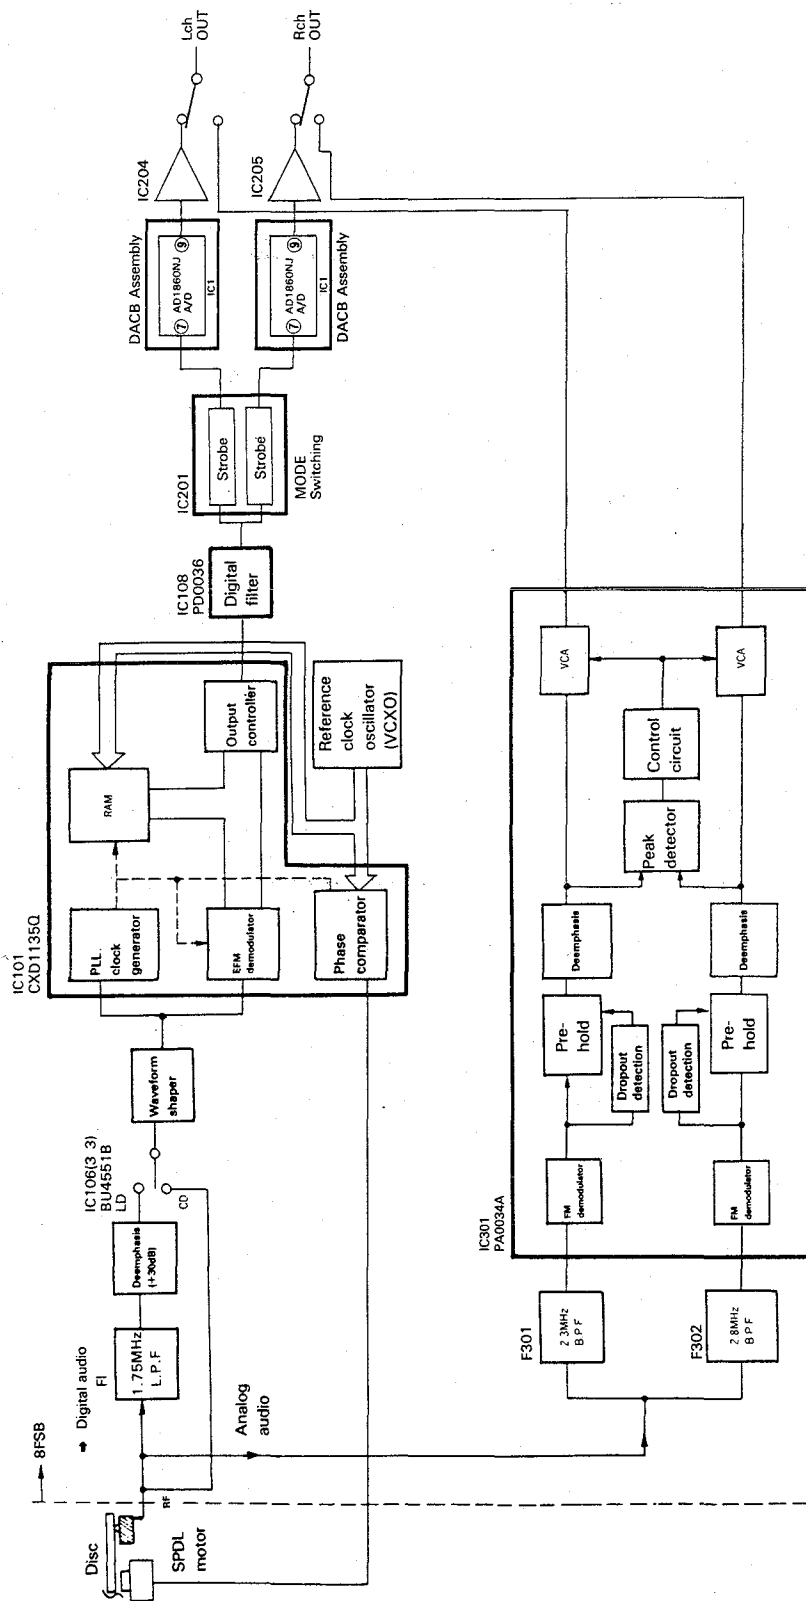 Disc
SPDL
motor
8FSB
RF
➡ Digital audio
FI
1.75MHz
L.P.F
Analog
audio
Deemphasis
(+30dB)
IC106(3 3)
BU4551B
LD
CD
Waveform
shaper
IC101
CXD1135Q
PLL.
clock
generator
EFM
demodulator
Phase
comparator
RAM
Output
controller
Reference
clock
oscillator
(VCXO)
IC108
PD0036
Digital
filter
IC201
Strobe
Strobe
MODE
Switching
DACB Assembly
⑦ AD1860NJ ⑨
A/D
IC1
DACB Assembly
⑦ AD1860NJ ⑨
A/D
IC1
IC204
IC205
Lch
OUT
Rch
OUT
F301
2 3MHz
B.P.F
F302
2 8MHz
B.P.F
IC301
PA0034A
FM
demodulator
FM
demodulator
Pre-
hold
Dropout
detection
Dropout
detection
Pre-
hold
Deemphasis
Deemphasis
Peak
detector
Control
circuit
VCA
VCA